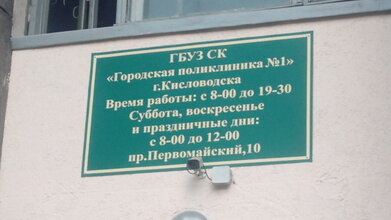 ГБУЗ СК
«Городская поликлиника №1»
г.Кисловодска
Время работы: с 8-00 до 19-30
Суббота, воскресенье
и праздничные дни:
с 8-00 до 12-00
пр.Первомайский,10